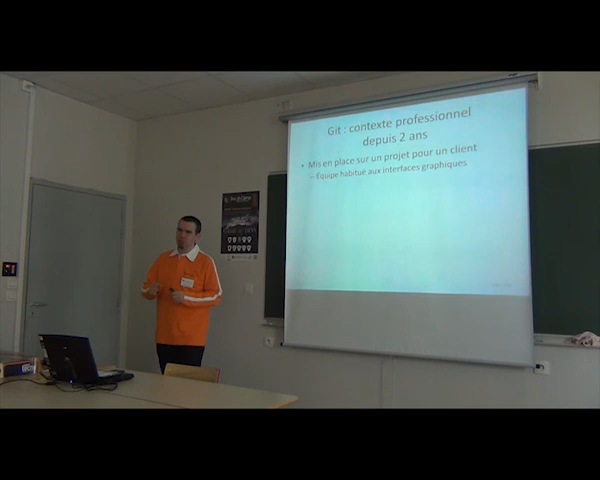 Git : contexte professionnel
depuis 2 ans
• Mis en place sur un projet pour un client
– Équipe habitué aux interfaces graphiques